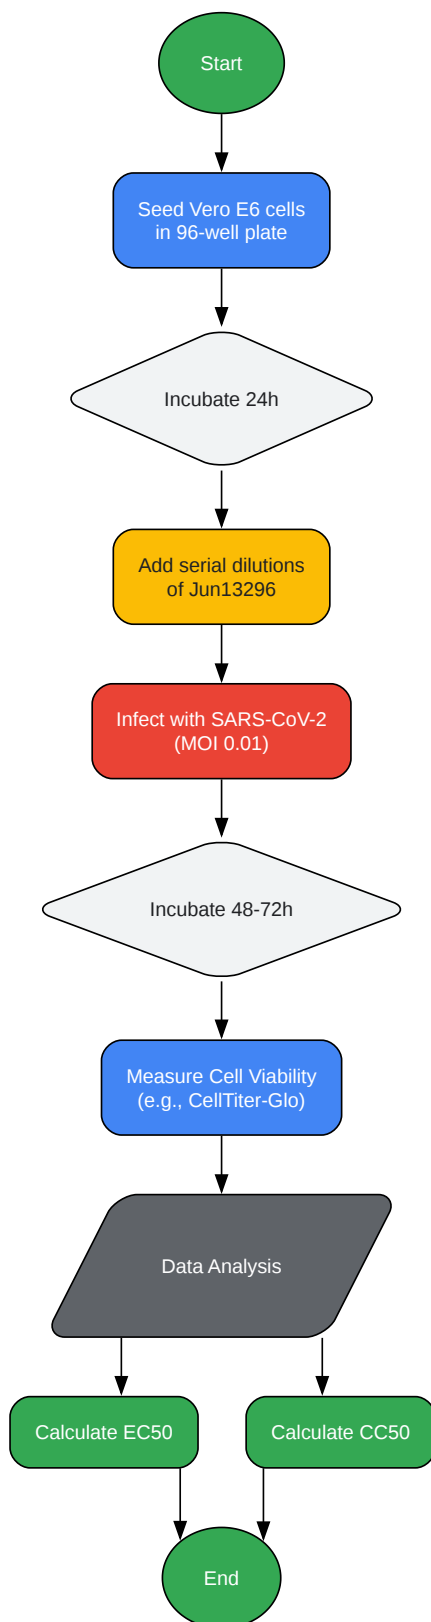 Start
Seed Vero E6 cells
in 96-well plate
Incubate 24h
Add serial dilutions
of Jun13296
Infect with SARS-CoV-2
(MOI 0.01)
Incubate 48-72h
Measure Cell Viability
(e.g., CellTiter-Glo)
Data Analysis
Calculate EC50
Calculate CC50
End